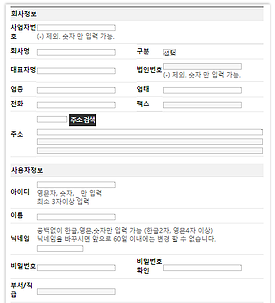 회사정보
사업자번호
(-) 제외, 숫자 만 입력 가능.
회사명 구분 선택
대표자명 법인번호
(-) 제외, 숫자 만 입력 가능.
업종 업태
전화 팩스
주소 검색
주소
사용자정보
아이디
영문자, 숫자, _ 만 입력
최소 3자이상 입력
이름
닉네임 공백없이 한글,영문,숫자만 입력 가능 (한글2자, 영문4자 이상)
닉네임을 바꾸시면 앞으로 60일 이내에는 변경 할 수 없습니다.
비밀번호 비밀번호 확인
부서/직급